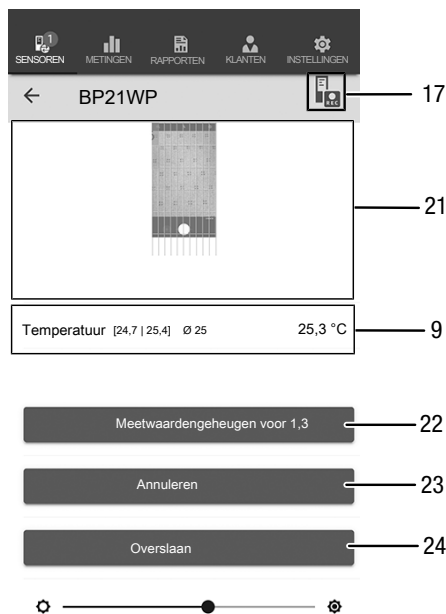 1
SENSOREN METINGEN RAPPORTEN KLANTEN INSTELLINGEN
BP21WP
REC
17
21
Temperatuur [24,7 | 25,4] Ø 25 25,3 °C
9
Meetwaardengeheugen voor 1,3
22
Annuleren
23
Overslaan
24